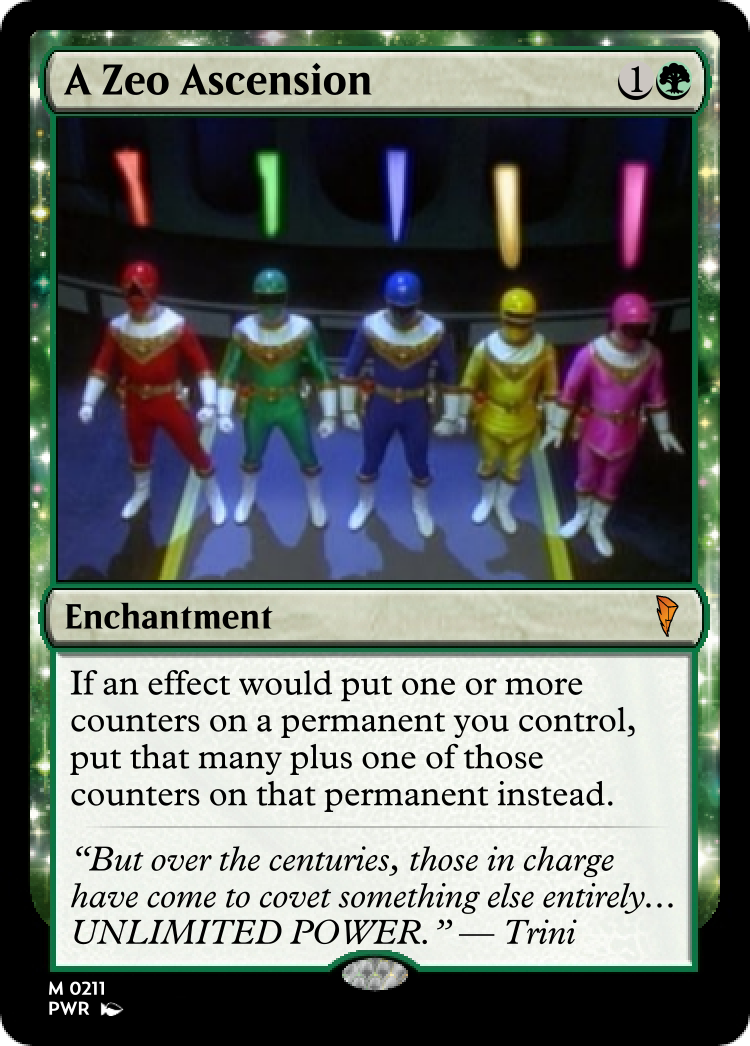 A Zeo Ascension 1
Enchantment
If an effect would put one or more
counters on a permanent you control,
put that many plus one of those
counters on that permanent instead.
“But over the centuries, those in charge
have come to covet something else entirely…
UNLIMITED POWER.” — Trini
M 0211
PWR